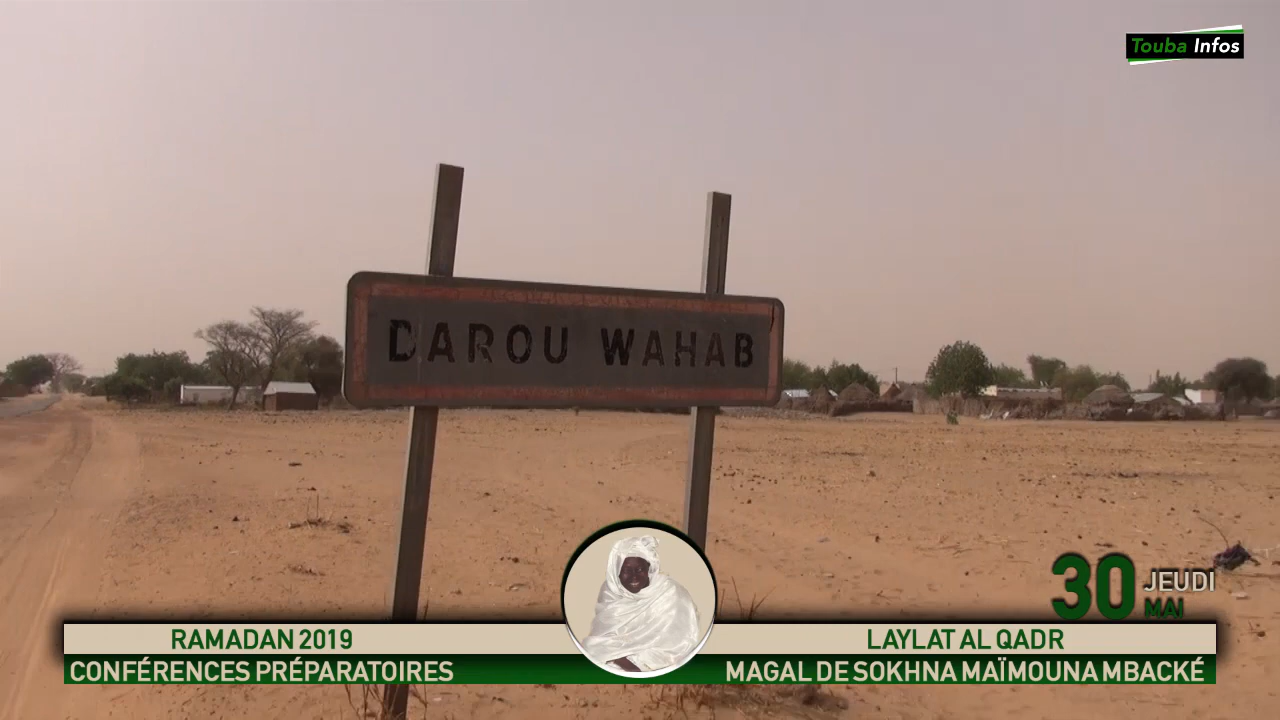 Touba Infos
DAROU WAHAB
30 JEUDI
MAI
RAMADAN 2019
CONFÉRENCES PRÉPARATOIRES
LAYLAT AL QADR
MAGAL DE SOKHNA MAÏMOUNA MBACKÉ